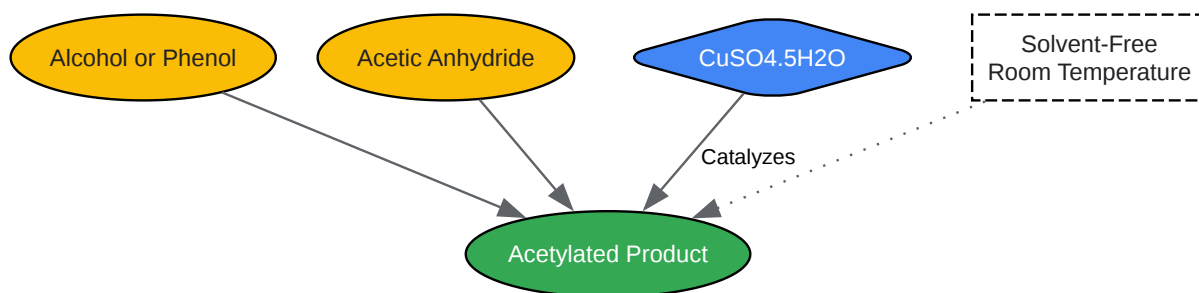 Alcohol or Phenol
Acetic Anhydride
CuSO4.5H2O
Solvent-Free
Room Temperature
Catalyzes
Acetylated Product